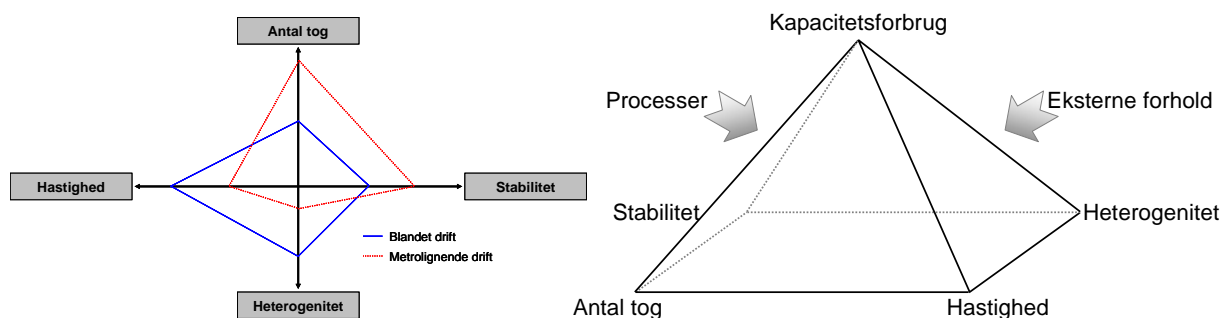 Antal tog
Hastighed
Stabilitet
Blandet drift
Metrolignende drift
Heterogenitet
Kapacitetsforbrug
Processer
Eksterne forhold
Stabilitet
Heterogenitet
Antal tog
Hastighed